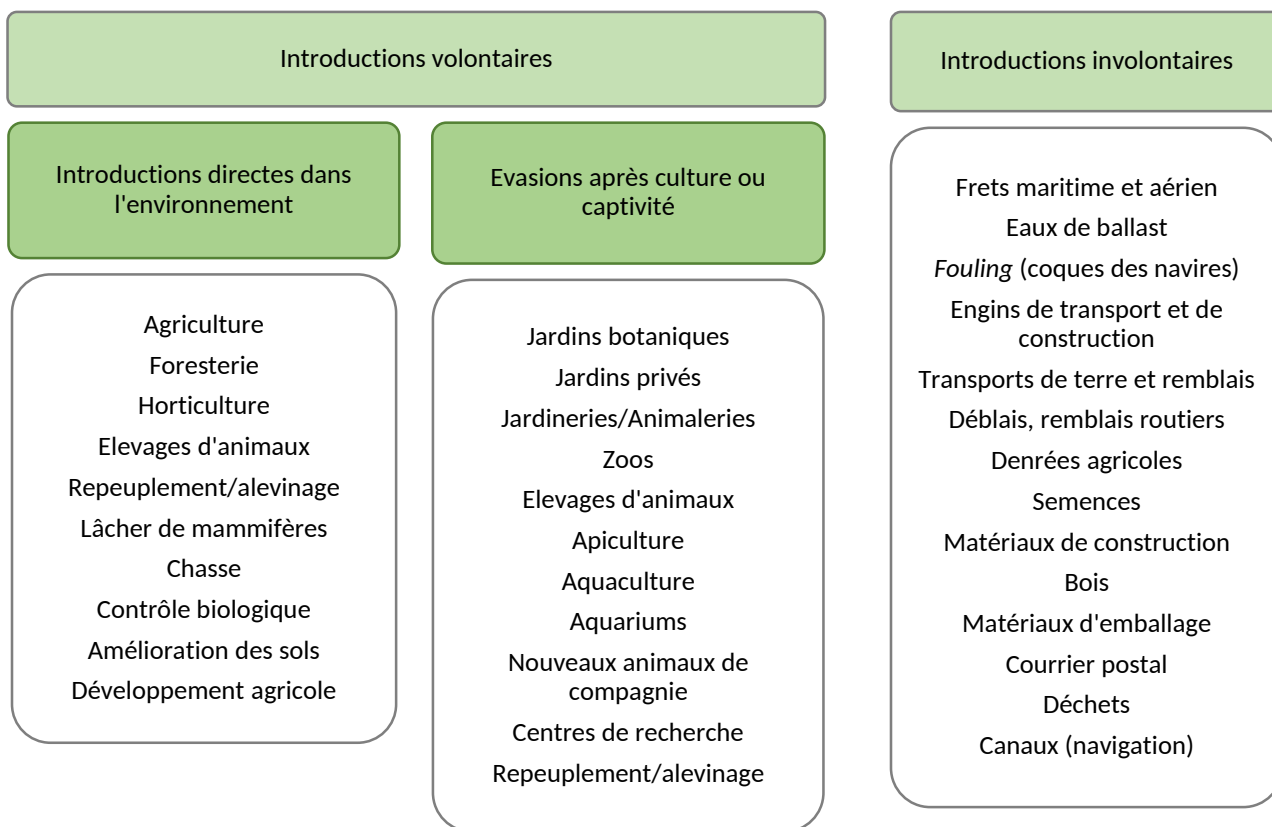 Introductions volontaires
Introductions directes dans
l'environnement
Agriculture
Foresterie
Horticulture
Elevages d'animaux
Repeuplement/alevinage
Lâcher de mammifères
Chasse
Contrôle biologique
Amélioration des sols
Développement agricole
Evasions après culture ou
captivité
Jardins botaniques
Jardins privés
Jardineries/Animaleries
Zoos
Elevages d'animaux
Apiculture
Aquaculture
Aquariums
Nouveaux animaux de
compagnie
Centres de recherche
Repeuplement/alevinage
Introductions involontaires
Frets maritime et aérien
Eaux de ballast
Fouling (coques des navires)
Engins de transport et de
construction
Transports de terre et remblais
Déblais, remblais routiers
Denrées agricoles
Semences
Matériaux de construction
Bois
Matériaux d'emballage
Courrier postal
Déchets
Canaux (navigation)